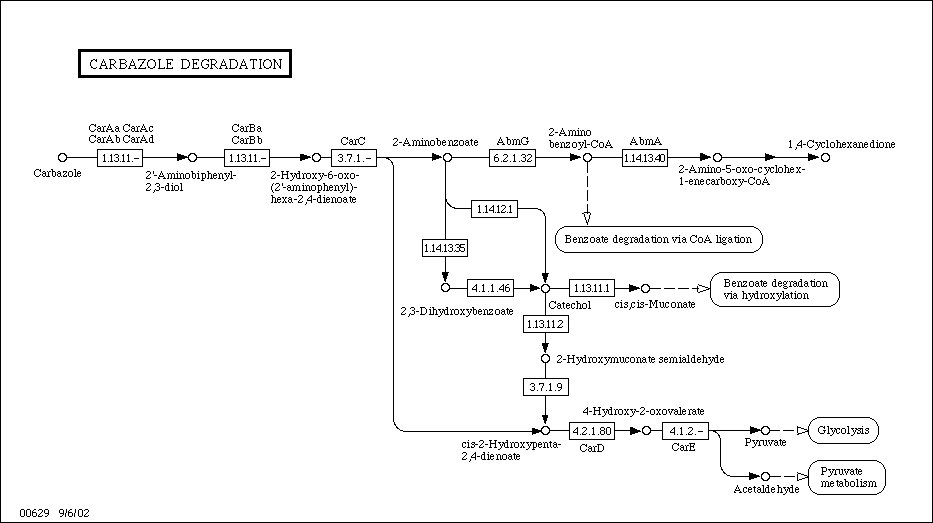 CARBAZOLE DEGRADATION
CarAa CarAc
CarAb CarAd
1.13.11.-
Carbazole
2'-Aminobiphenyl-
2,3-diol
CarBa
CarBb
1.13.11.-
2-Hydroxy-6-oxo-
(2'-aminophenyl)-
hexa-2,4-dienoate
CarC
3.7.1.-
2-Aminobenzoate
AbmG
6.2.1.32
2-Amino
benzoyl-CoA
AbmA
1.14.13.40
2-Amino-5-oxo-cyclohex-
1-enecarboxy-CoA
1,4-Cyclohexanedione
1.14.12.1
Benzoate degradation via CoA ligation
1.14.13.35
4.1.1.46
2,3-Dihydroxybenzoate
Catechol
1.13.11.1
cis,cis-Muconate
Benzoate degradation
via hydroxylation
1.13.11.2
2-Hydroxymuconate semialdehyde
3.7.1.9
4-Hydroxy-2-oxovalerate
cis-2-Hydroxypenta-
2,4-dienoate
4.2.1.80
CarD
4.1.2.-
CarE
Pyruvate
Glycolysis
Acetaldehyde
Pyruvate
metabolism
00629 9/6/02